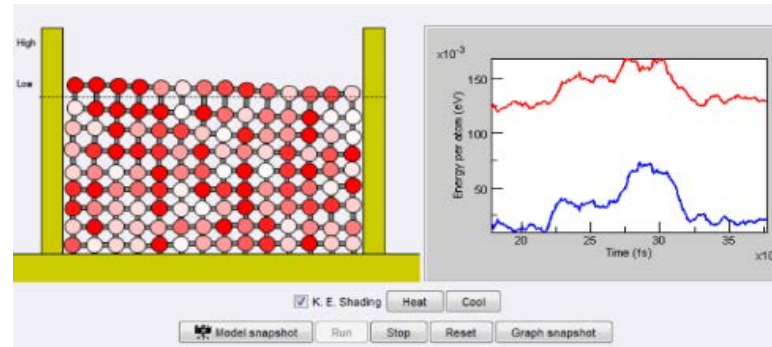 High
Low
x10⁻³
150
100
50
Energy per atom (eV)
20
25
30
35
x10
Time (fs)
K. E. Shading
Heat
Cool
Model snapshot
Run
Stop
Reset
Graph snapshot